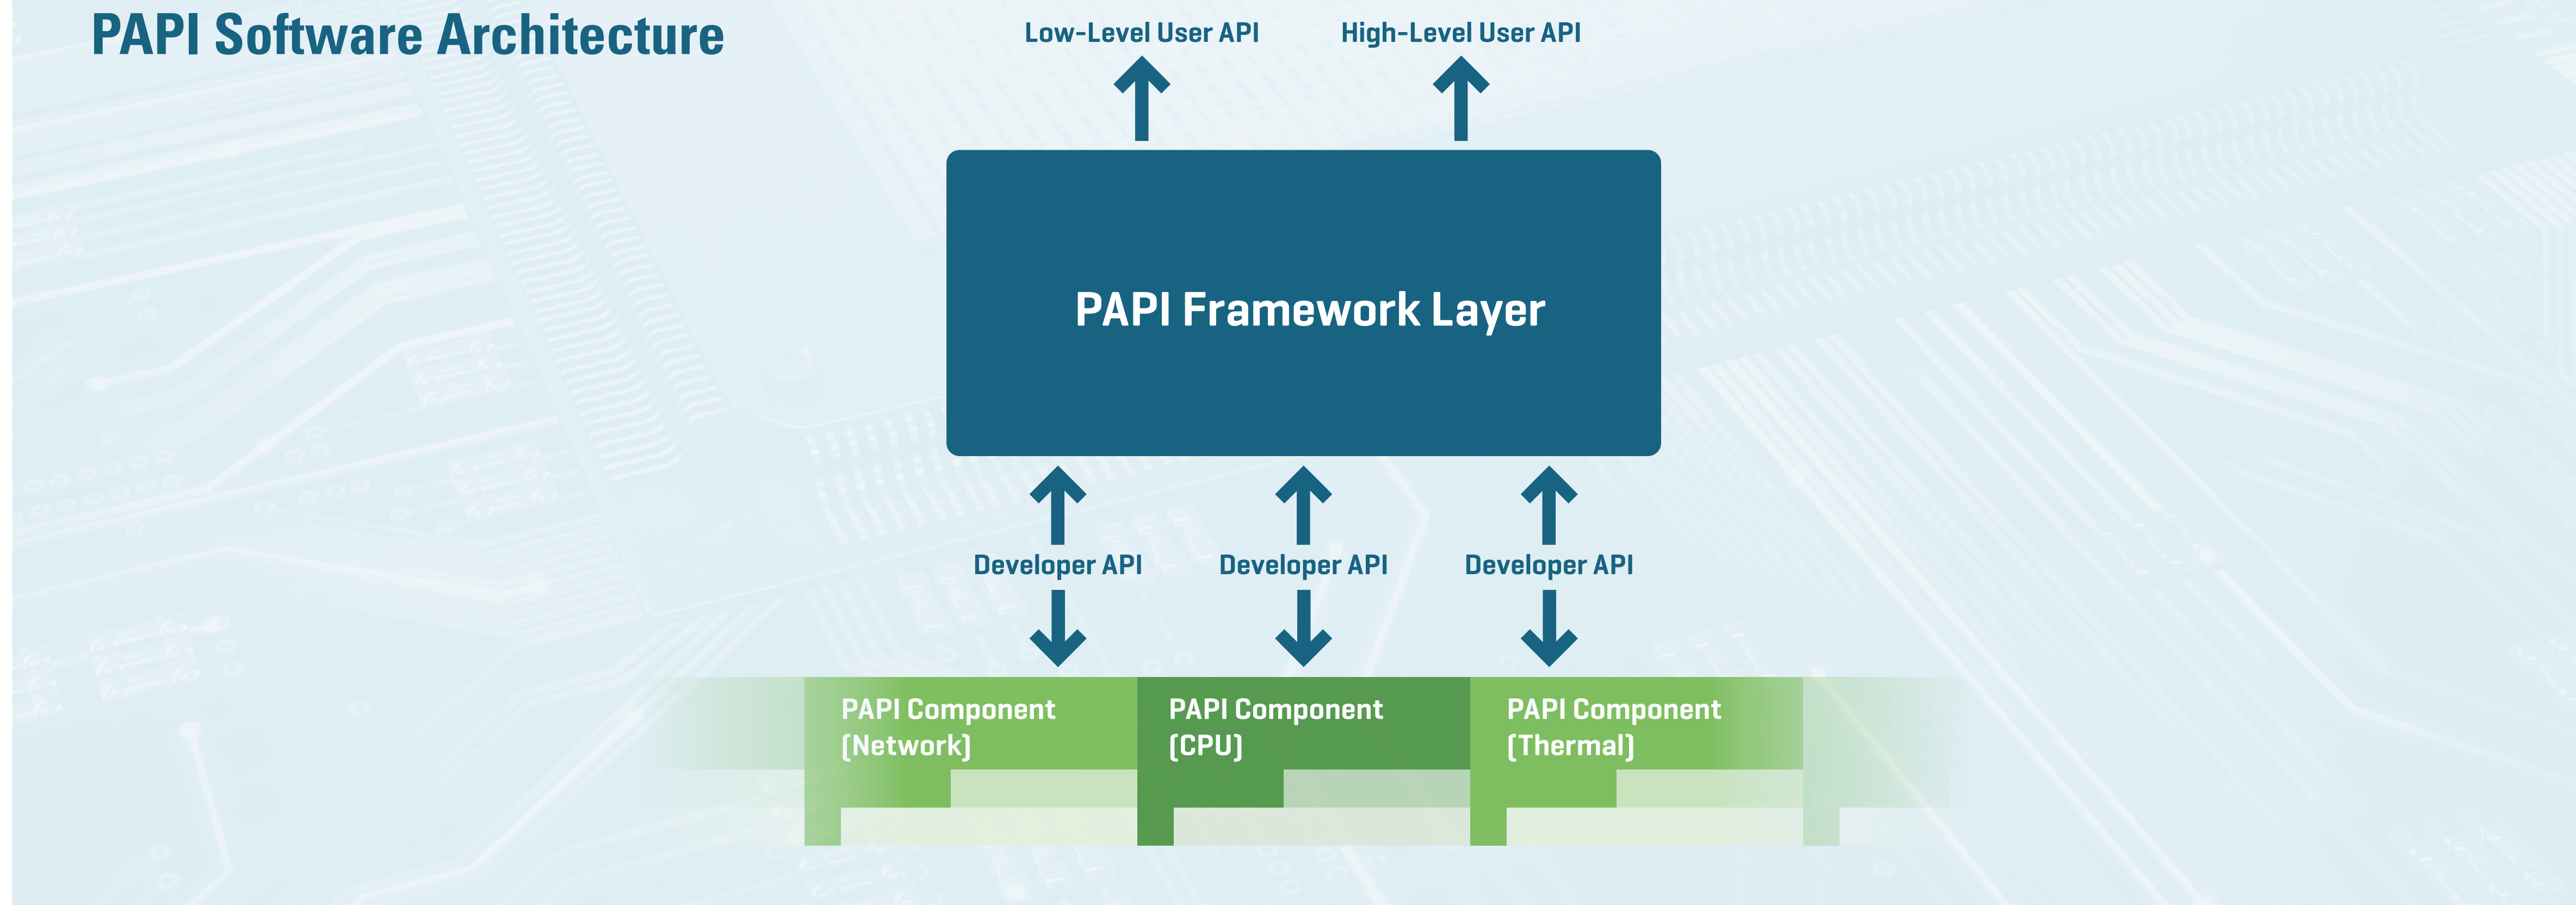 PAPI Software Architecture
Low-Level User API
High-Level User API
PAPI Framework Layer
Developer API
Developer API
Developer API
PAPI Component
(Network)
PAPI Component
(CPU)
PAPI Component
(Thermal)